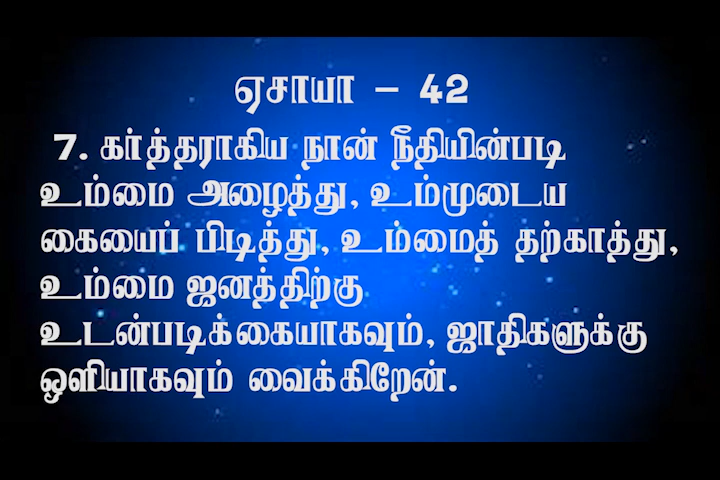 ஏசாயா – 42
7. கர்த்தராகிய நான் நீதியின்படி
உம்மை அழைத்து, உம்முடைய
கையைப் பிடித்து, உம்மைத் தற்காத்து,
உம்மை ஜனத்திற்கு
உடன்படிக்கையாகவும், ஜாதிகளுக்கு
ஒளியாகவும் வைக்கிறேன்.